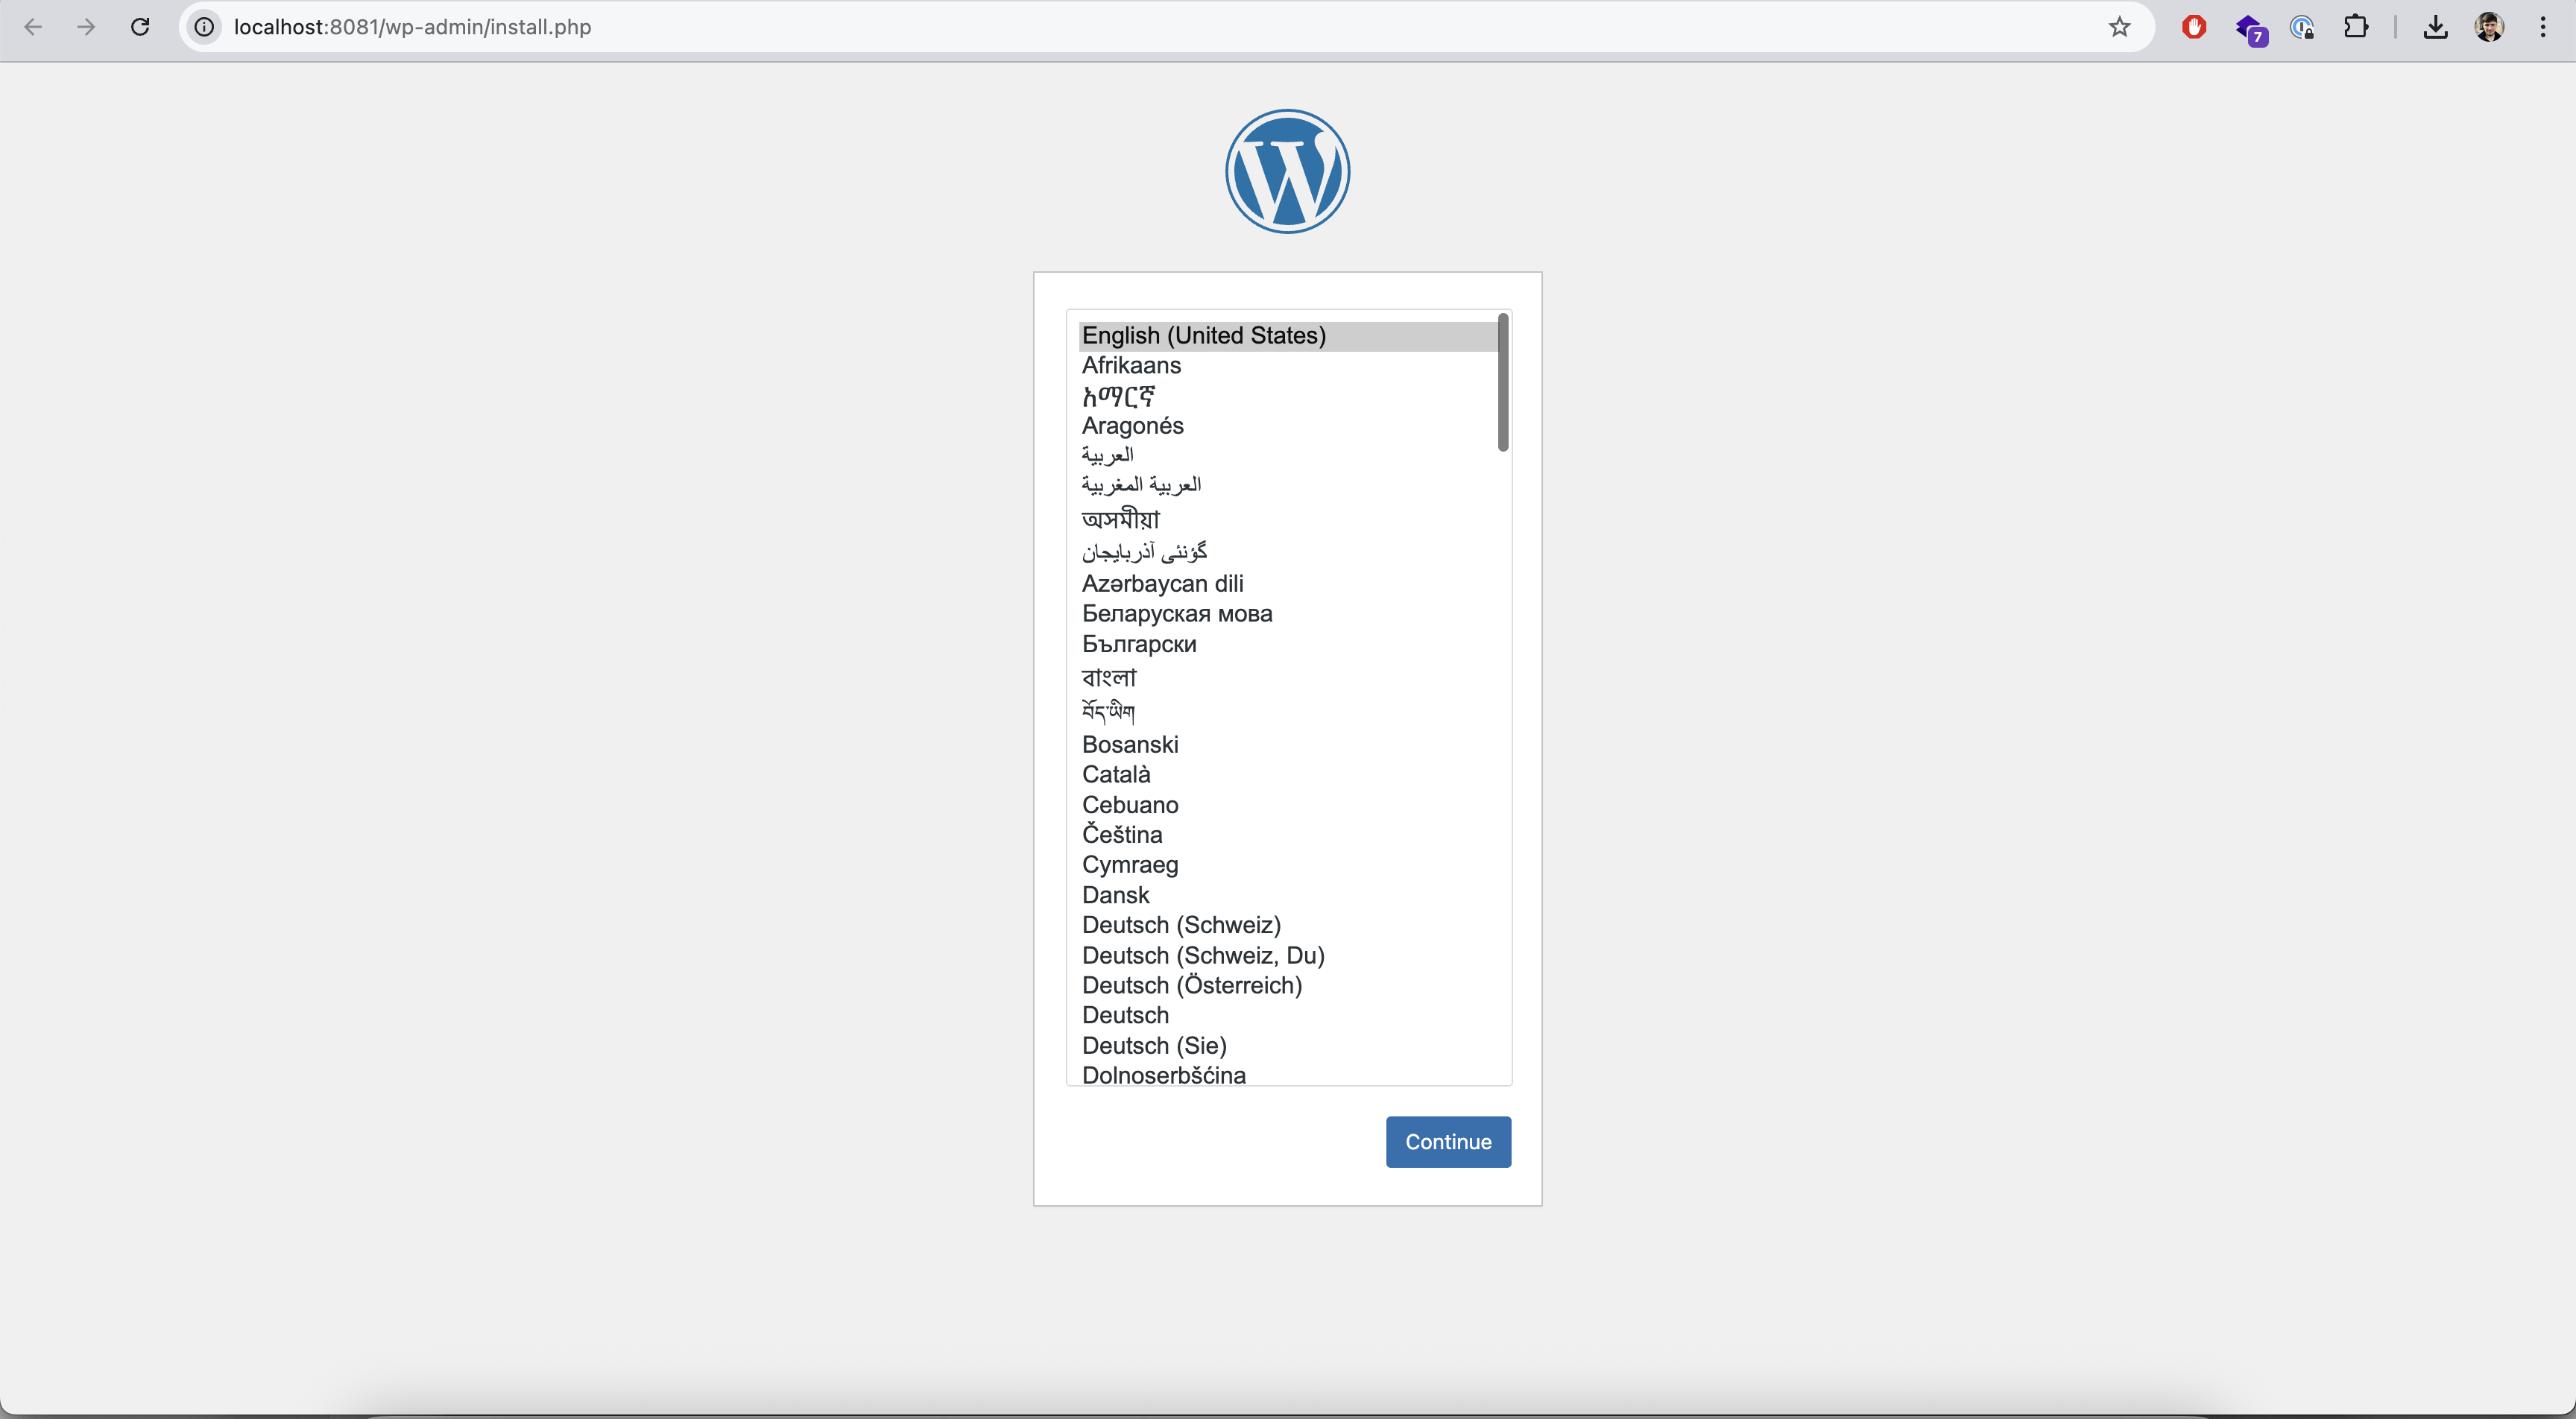 localhost:8081/wp-admin/install.php
7
English (United States)
Afrikaans
አማርኛ
Aragonés
العربية
العربية المغربية
অসমীয়া
گؤنئی آذربایجان
Azərbaycan dili
Беларуская мова
Български
বাংলা
བོད་ཡིག
Bosanski
Català
Cebuano
Čeština
Cymraeg
Dansk
Deutsch (Schweiz)
Deutsch (Schweiz, Du)
Deutsch (Österreich)
Deutsch
Deutsch (Sie)
Dolnoserbšćina
Continue